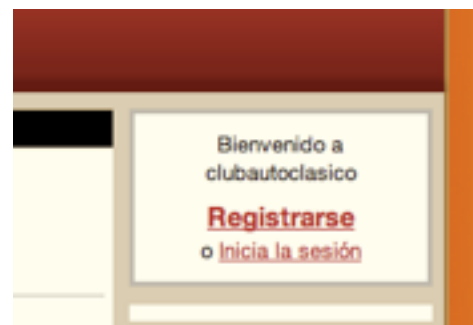 Bienvenido a
clubautoclasico
Registrarse
o Inicia la sesión